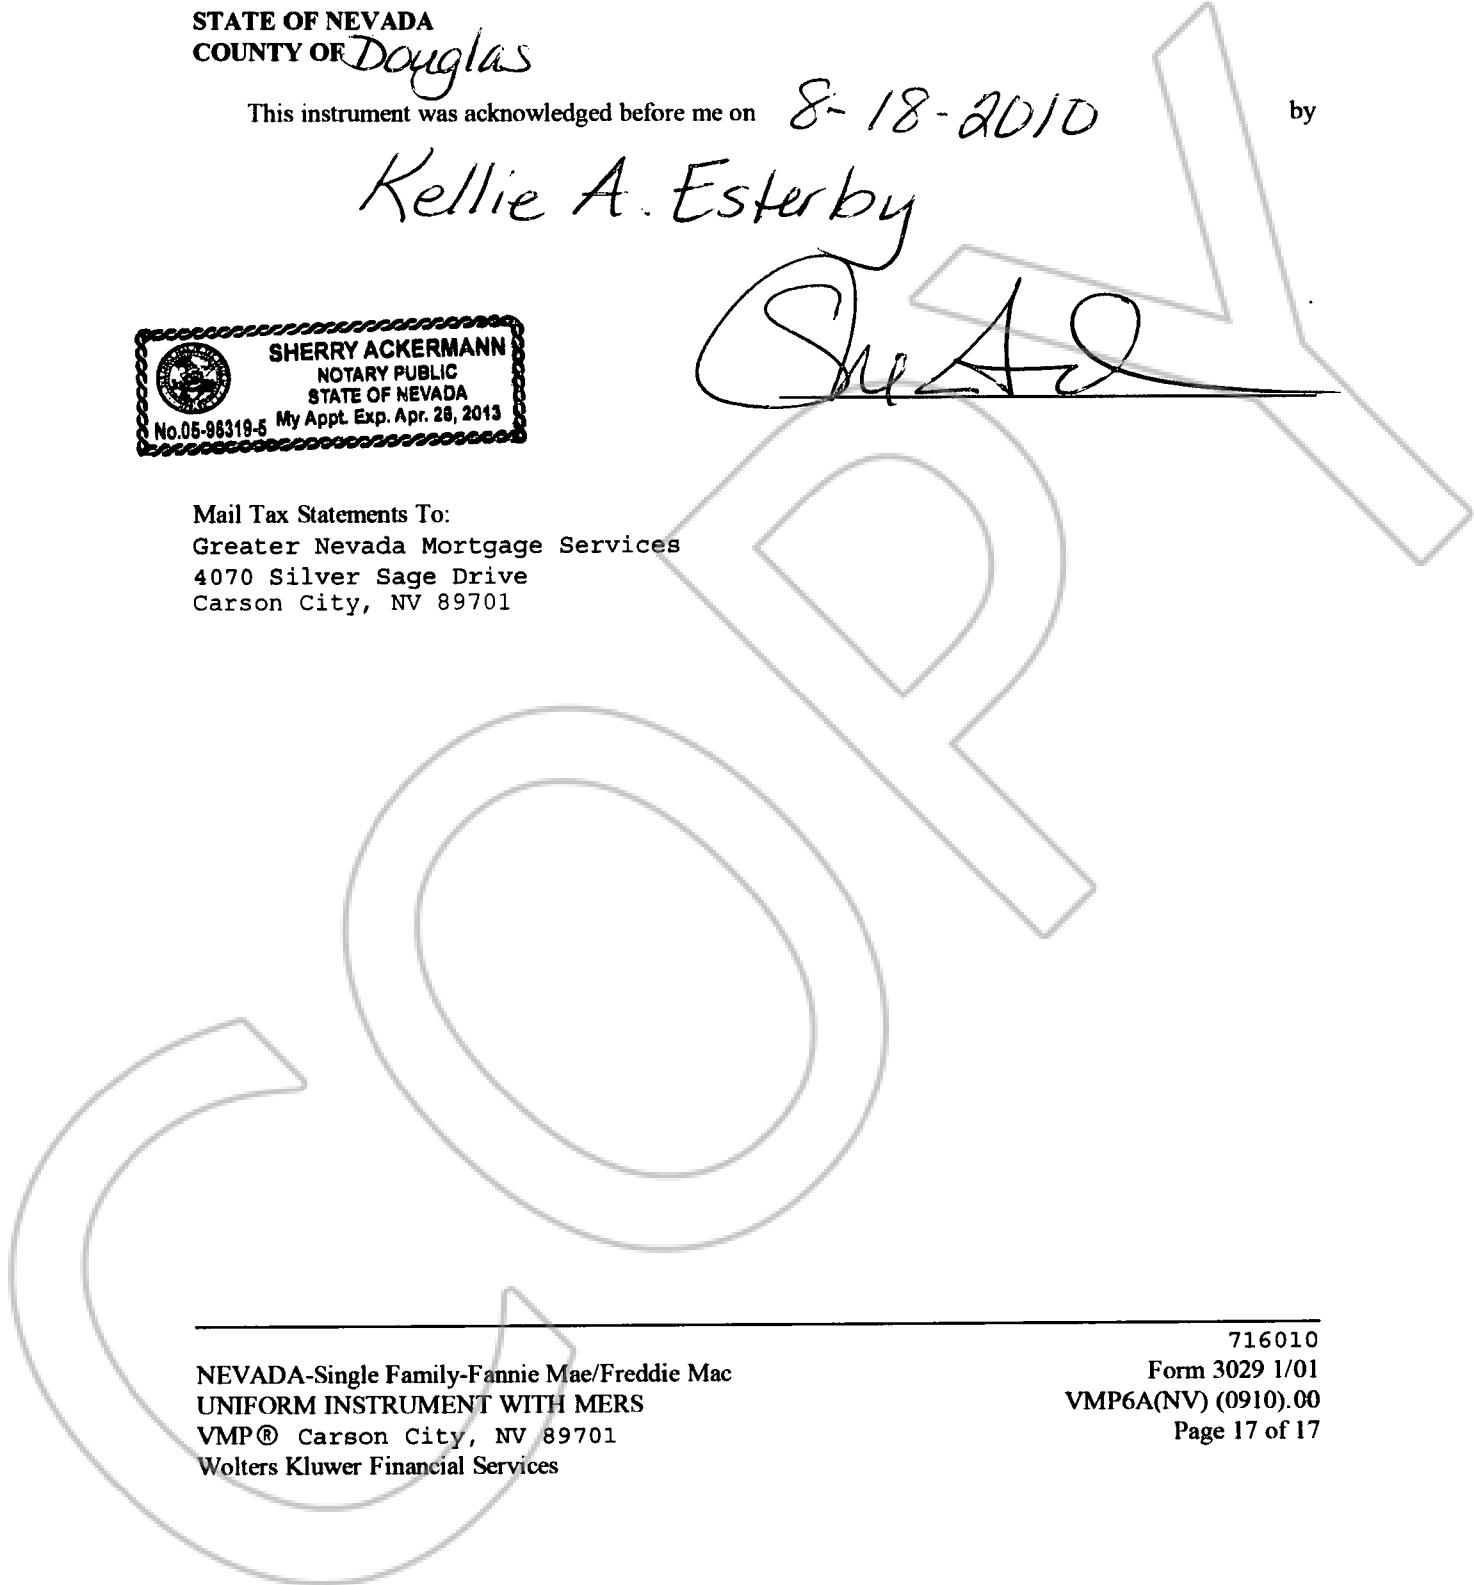 STATE OF NEVADA
COUNTY OF Douglas
This instrument was acknowledged before me on 8-18-2010 by
Kellie A. Esterby
SHERRY ACKERMANN
NOTARY PUBLIC
STATE OF NEVADA
My Appt. Exp. Apr. 26, 2013
No.05-96319-5
Mail Tax Statements To:
Greater Nevada Mortgage Services
4070 Silver Sage Drive
Carson City, NV 89701
COPY
716010
NEVADA-Single Family-Fannie Mae/Freddie Mac Form 3029 1/01
UNIFORM INSTRUMENT WITH MERS VMP6A(NV) (0910).00
VMP® Carson City, NV 89701 Page 17 of 17
Wolters Kluwer Financial Services